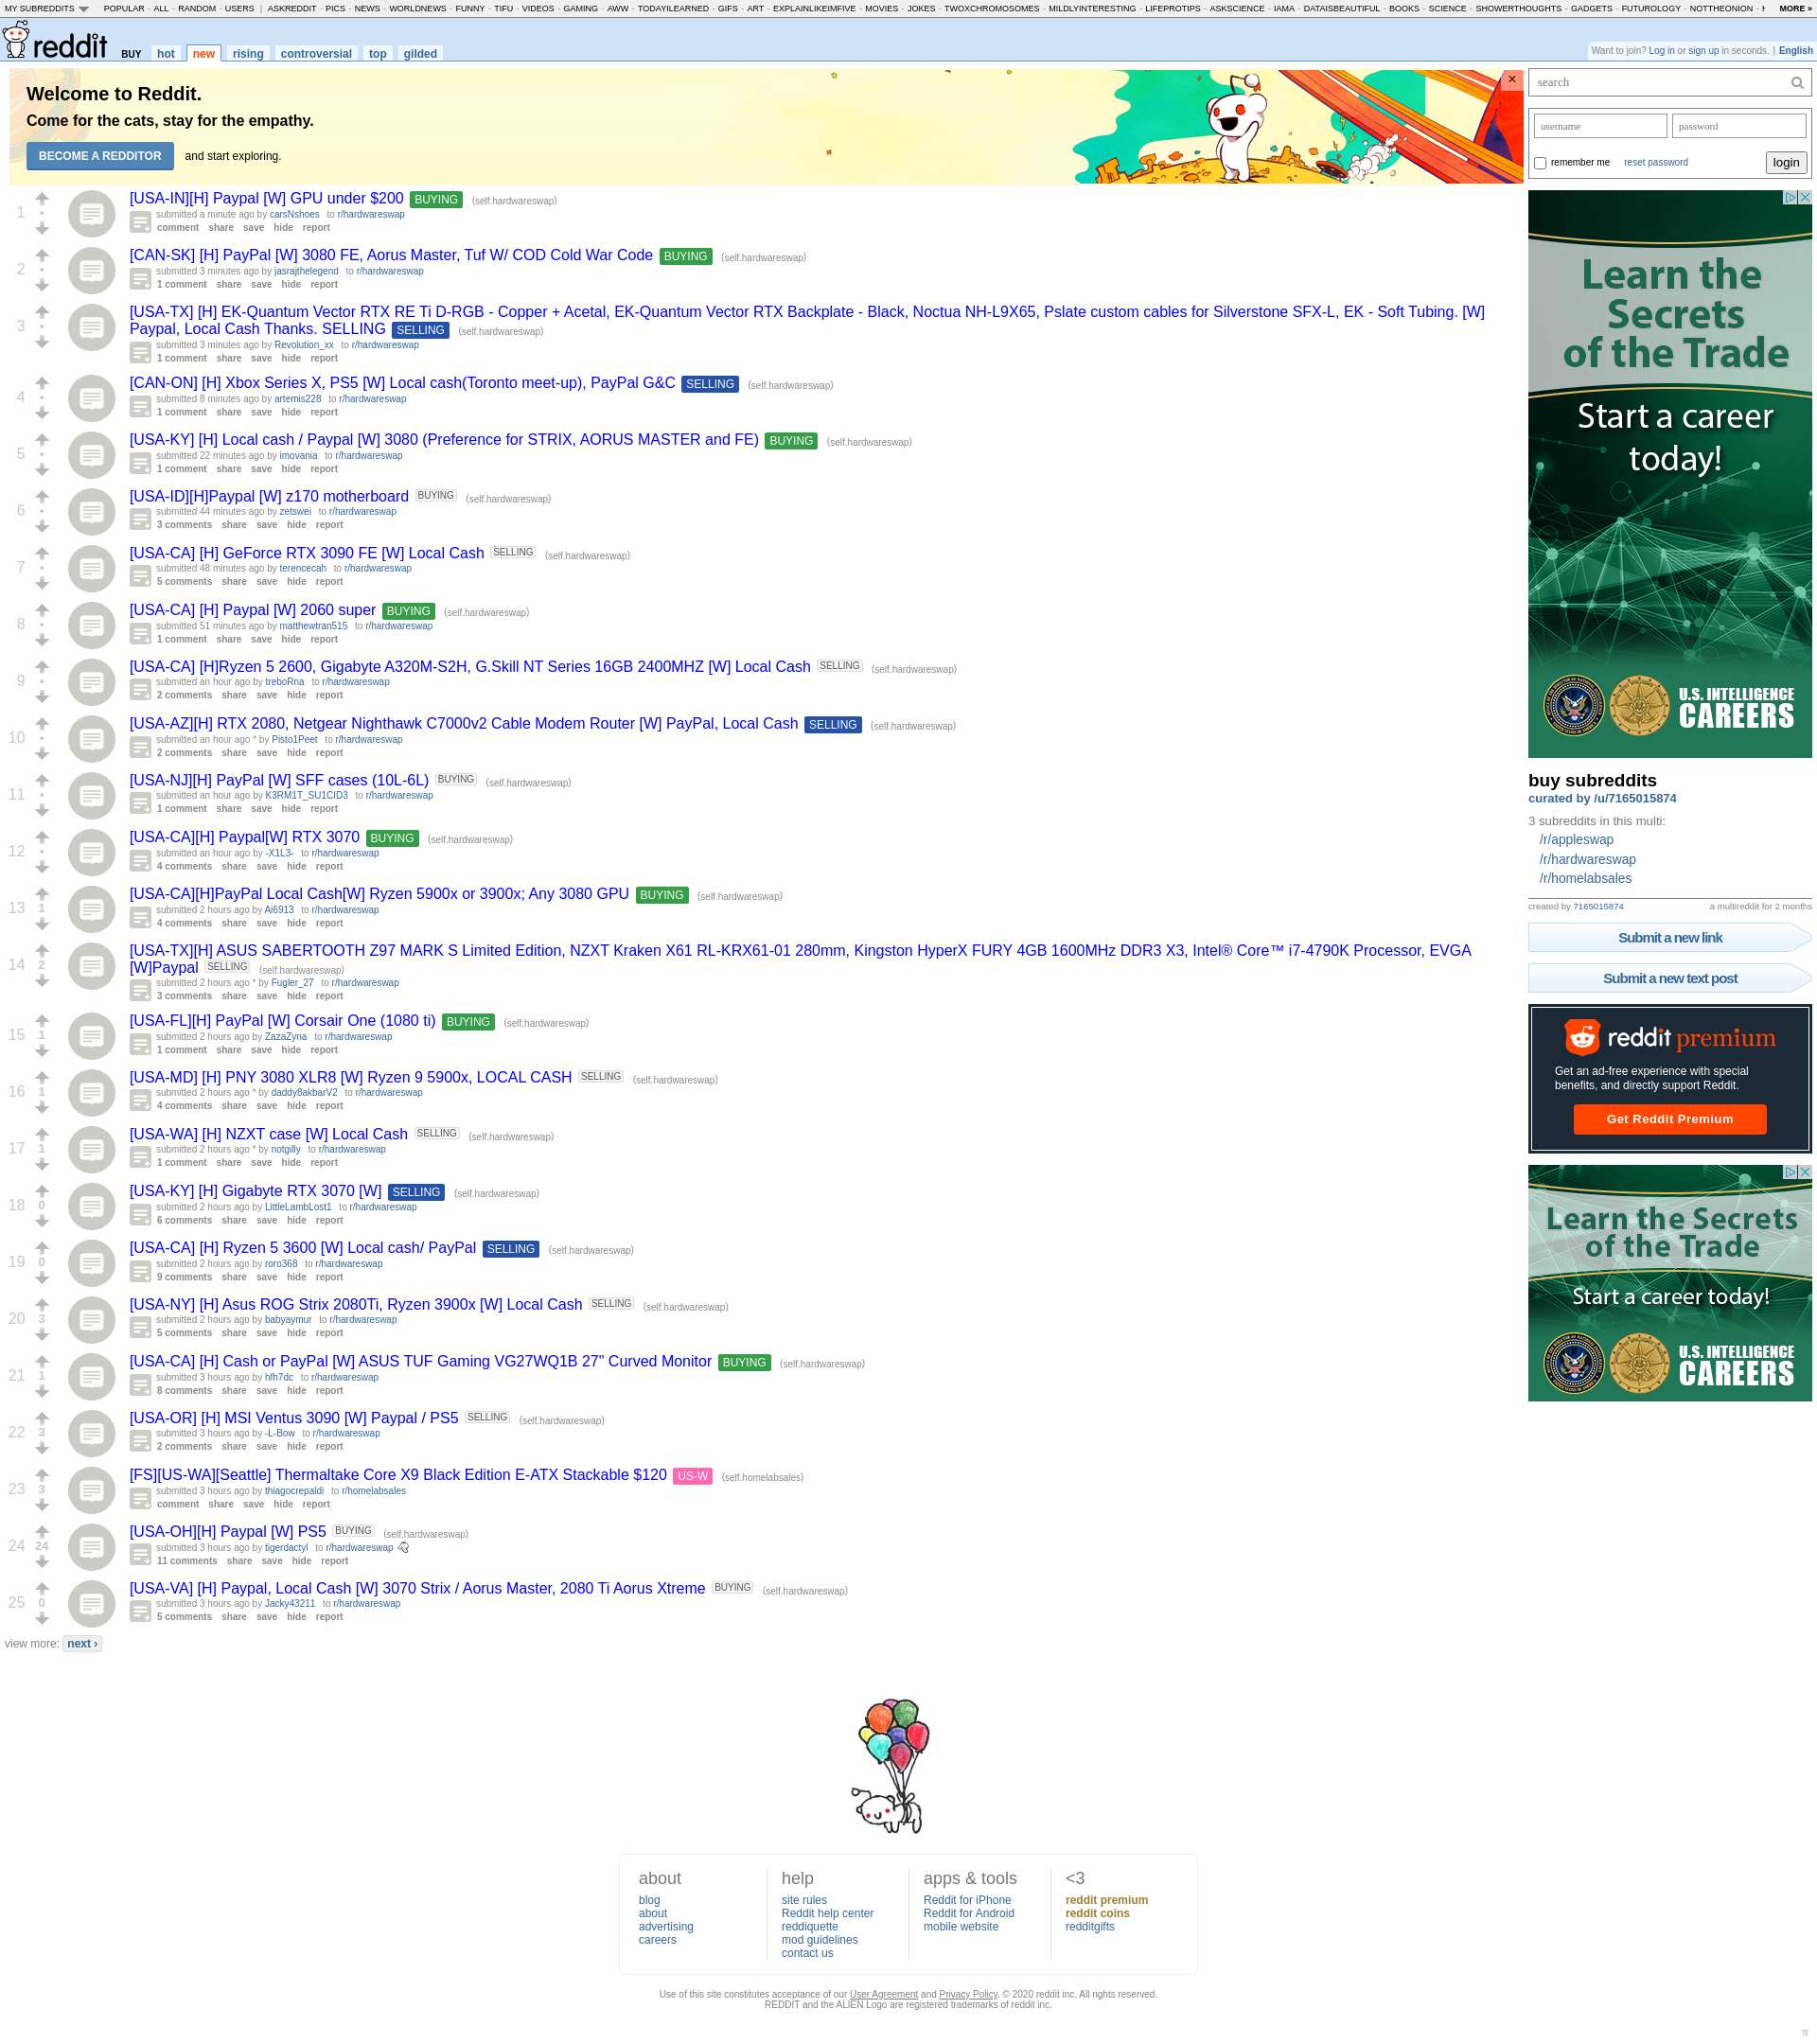 MY SUBREDDITS POPULAR - ALL - RANDOM - USERS | ASKREDDIT - PICS - NEWS - WORLDNEWS - FUNNY - TIFU - VIDEOS - GAMING - AWW - TODAYILEARNED - GIFS - ART - EXPLAINLIKEIMFIVE - MOVIES - JOKES - TWOXCHROMOSOMES - MILDLYINTERESTING - LIFEPROTIPS - ASKSCIENCE - IAMA - DATAISBEAUTIFUL - BOOKS - SCIENCE - SHOWERTHOUGHTS - GADGETS - FUTUROLOGY - NOTTHEONION - MORE »
reddit BUY hot new rising controversial top gilded
Want to join? Log in or sign up in seconds. | English
Welcome to Reddit.
Come for the cats, stay for the empathy.
BECOME A REDDITOR and start exploring.
1
[USA-IN][H] Paypal [W] GPU under $200 BUYING (self.hardwareswap)
submitted a minute ago by carsNshoes to r/hardwareswap
comment share save hide report
2
[CAN-SK] [H] PayPal [W] 3080 FE, Aorus Master, Tuf W/ COD Cold War Code BUYING (self.hardwareswap)
submitted 3 minutes ago by jasrajthelegend to r/hardwareswap
1 comment share save hide report
3
[USA-TX] [H] EK-Quantum Vector RTX RE Ti D-RGB - Copper + Acetal, EK-Quantum Vector RTX Backplate - Black, Noctua NH-L9X65, Pslate custom cables for Silverstone SFX-L, EK - Soft Tubing. [W]
Paypal, Local Cash Thanks. SELLING SELLING (self.hardwareswap)
submitted 3 minutes ago by Revolution_xx to r/hardwareswap
1 comment share save hide report
4
[CAN-ON] [H] Xbox Series X, PS5 [W] Local cash(Toronto meet-up), PayPal G&C SELLING (self.hardwareswap)
submitted 8 minutes ago by artemis228 to r/hardwareswap
1 comment share save hide report
5
[USA-KY] [H] Local cash / Paypal [W] 3080 (Preference for STRIX, AORUS MASTER and FE) BUYING (self.hardwareswap)
submitted 22 minutes ago by imovania to r/hardwareswap
1 comment share save hide report
6
[USA-ID][H]Paypal [W] z170 motherboard BUYING (self.hardwareswap)
submitted 44 minutes ago by zetswei to r/hardwareswap
3 comments share save hide report
7
[USA-CA] [H] GeForce RTX 3090 FE [W] Local Cash SELLING (self.hardwareswap)
submitted 48 minutes ago by terencecah to r/hardwareswap
5 comments share save hide report
8
[USA-CA] [H] Paypal [W] 2060 super BUYING (self.hardwareswap)
submitted 51 minutes ago by matthewtran515 to r/hardwareswap
1 comment share save hide report
9
[USA-CA] [H]Ryzen 5 2600, Gigabyte A320M-S2H, G.Skill NT Series 16GB 2400MHZ [W] Local Cash SELLING (self.hardwareswap)
submitted an hour ago by treboRna to r/hardwareswap
2 comments share save hide report
10
[USA-AZ][H] RTX 2080, Netgear Nighthawk C7000v2 Cable Modem Router [W] PayPal, Local Cash SELLING (self.hardwareswap)
submitted an hour ago * by Pisto1Peet to r/hardwareswap
2 comments share save hide report
11
[USA-NJ][H] PayPal [W] SFF cases (10L-6L) BUYING (self.hardwareswap)
submitted an hour ago by K3RM1T_SU1CID3 to r/hardwareswap
1 comment share save hide report
12
[USA-CA][H] Paypal[W] RTX 3070 BUYING (self.hardwareswap)
submitted an hour ago by -X1L3- to r/hardwareswap
4 comments share save hide report
13 1
[USA-CA][H]PayPal Local Cash[W] Ryzen 5900x or 3900x; Any 3080 GPU BUYING (self.hardwareswap)
submitted 2 hours ago by Ai6913 to r/hardwareswap
4 comments share save hide report
14 2
[USA-TX][H] ASUS SABERTOOTH Z97 MARK S Limited Edition, NZXT Kraken X61 RL-KRX61-01 280mm, Kingston HyperX FURY 4GB 1600MHz DDR3 X3, Intel® Core™ i7-4790K Processor, EVGA
[W]Paypal SELLING (self.hardwareswap)
submitted 2 hours ago * by Fugler_27 to r/hardwareswap
3 comments share save hide report
15 1
[USA-FL][H] PayPal [W] Corsair One (1080 ti) BUYING (self.hardwareswap)
submitted 2 hours ago by ZazaZyna to r/hardwareswap
1 comment share save hide report
16 1
[USA-MD] [H] PNY 3080 XLR8 [W] Ryzen 9 5900x, LOCAL CASH SELLING (self.hardwareswap)
submitted 2 hours ago * by daddy8akbarV2 to r/hardwareswap
4 comments share save hide report
17 1
[USA-WA] [H] NZXT case [W] Local Cash SELLING (self.hardwareswap)
submitted 2 hours ago * by notgilly to r/hardwareswap
1 comment share save hide report
18 0
[USA-KY] [H] Gigabyte RTX 3070 [W] SELLING (self.hardwareswap)
submitted 2 hours ago by LittleLambLost1 to r/hardwareswap
6 comments share save hide report
19 0
[USA-CA] [H] Ryzen 5 3600 [W] Local cash/ PayPal SELLING (self.hardwareswap)
submitted 2 hours ago by roro368 to r/hardwareswap
9 comments share save hide report
20 3
[USA-NY] [H] Asus ROG Strix 2080Ti, Ryzen 3900x [W] Local Cash SELLING (self.hardwareswap)
submitted 2 hours ago by babyaymur to r/hardwareswap
5 comments share save hide report
21 1
[USA-CA] [H] Cash or PayPal [W] ASUS TUF Gaming VG27WQ1B 27" Curved Monitor BUYING (self.hardwareswap)
submitted 3 hours ago by hfh7dc to r/hardwareswap
8 comments share save hide report
22 3
[USA-OR] [H] MSI Ventus 3090 [W] Paypal / PS5 SELLING (self.hardwareswap)
submitted 3 hours ago by -L-Bow to r/hardwareswap
2 comments share save hide report
23 3
[FS][US-WA][Seattle] Thermaltake Core X9 Black Edition E-ATX Stackable $120 US-W (self.homelabsales)
submitted 3 hours ago by thiagocrepaldi to r/homelabsales
comment share save hide report
24 24
[USA-OH][H] Paypal [W] PS5 BUYING (self.hardwareswap)
submitted 3 hours ago by tigerdactyl to r/hardwareswap
11 comments share save hide report
25 0
[USA-VA] [H] Paypal, Local Cash [W] 3070 Strix / Aorus Master, 2080 Ti Aorus Xtreme BUYING (self.hardwareswap)
submitted 3 hours ago by Jacky43211 to r/hardwareswap
5 comments share save hide report
view more: next ›
search
username password
remember me reset password login
Learn the
Secrets
of the Trade
Start a career
today!
U.S. INTELLIGENCE
CAREERS
buy subreddits
curated by /u/7165015874
3 subreddits in this multi:
/r/appleswap
/r/hardwareswap
/r/homelabsales
created by 7165015874 a multireddit for 2 months
Submit a new link
Submit a new text post
reddit premium
Get an ad-free experience with special
benefits, and directly support Reddit.
Get Reddit Premium
Learn the Secrets
of the Trade
Start a career today!
U.S. INTELLIGENCE
CAREERS
about
blog
about
advertising
careers
help
site rules
Reddit help center
reddiquette
mod guidelines
contact us
apps & tools
Reddit for iPhone
Reddit for Android
mobile website
<3
reddit premium
reddit coins
redditgifts
Use of this site constitutes acceptance of our User Agreement and Privacy Policy. © 2020 reddit inc. All rights reserved.
REDDIT and the ALIEN Logo are registered trademarks of reddit inc.
π